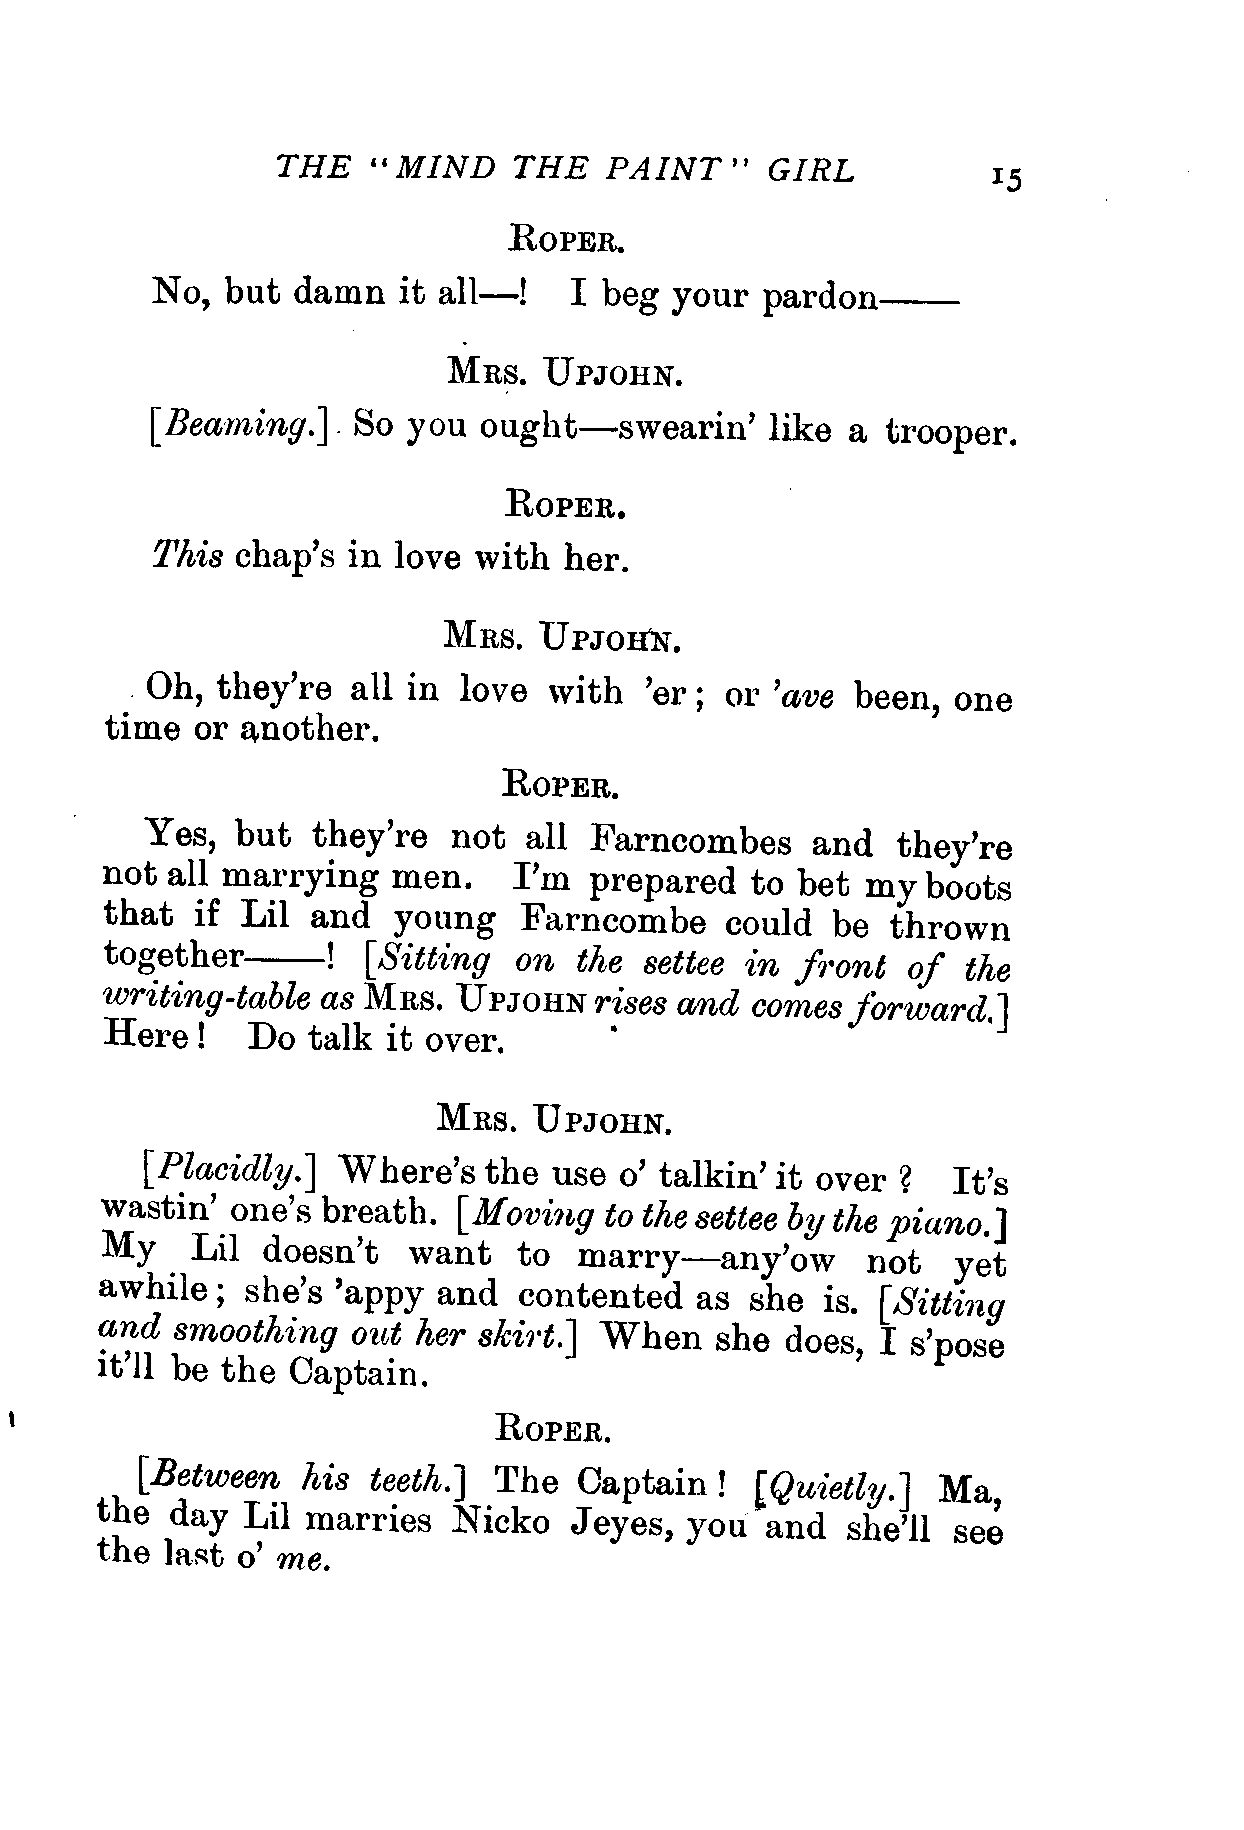 THE "MIND THE PAINT" GIRL 15
ROPER.
No, but damn it all—! I beg your pardon——
MRS. UPJOHN.
[Beaming.] So you ought—swearin' like a trooper.
ROPER.
This chap's in love with her.
MRS. UPJOHN.
Oh, they're all in love with 'er; or 'ave been, one
time or another.
ROPER.
Yes, but they're not all Farncombes and they're
not all marrying men. I'm prepared to bet my boots
that if Lil and young Farncombe could be thrown
together——! [Sitting on the settee in front of the
writing-table as MRS. UPJOHN rises and comes forward.]
Here! Do talk it over.
MRS. UPJOHN.
[Placidly.] Where's the use o' talkin' it over? It's
wastin' one's breath. [Moving to the settee by the piano.]
My Lil doesn't want to marry—any'ow not yet
awhile; she's 'appy and contented as she is. [Sitting
and smoothing out her skirt.] When she does, I s'pose
it'll be the Captain.
ROPER.
[Between his teeth.] The Captain! [Quietly.] Ma,
the day Lil marries Nicko Jeyes, you and she'll see
the last o' me.